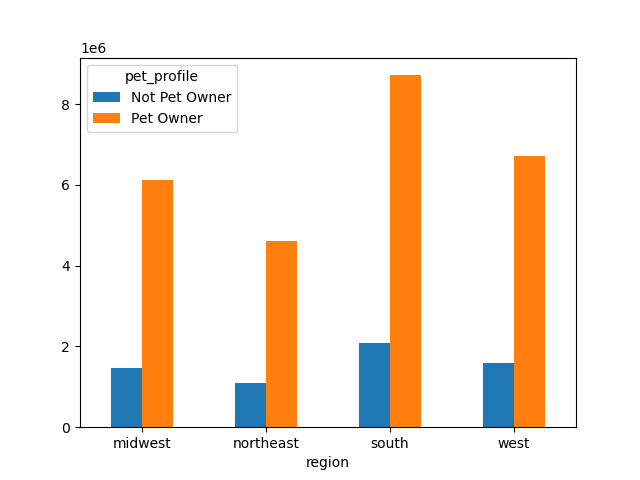 1e6
pet_profile
Not Pet Owner
Pet Owner
8
6
4
2
0
midwest northeast south west
region